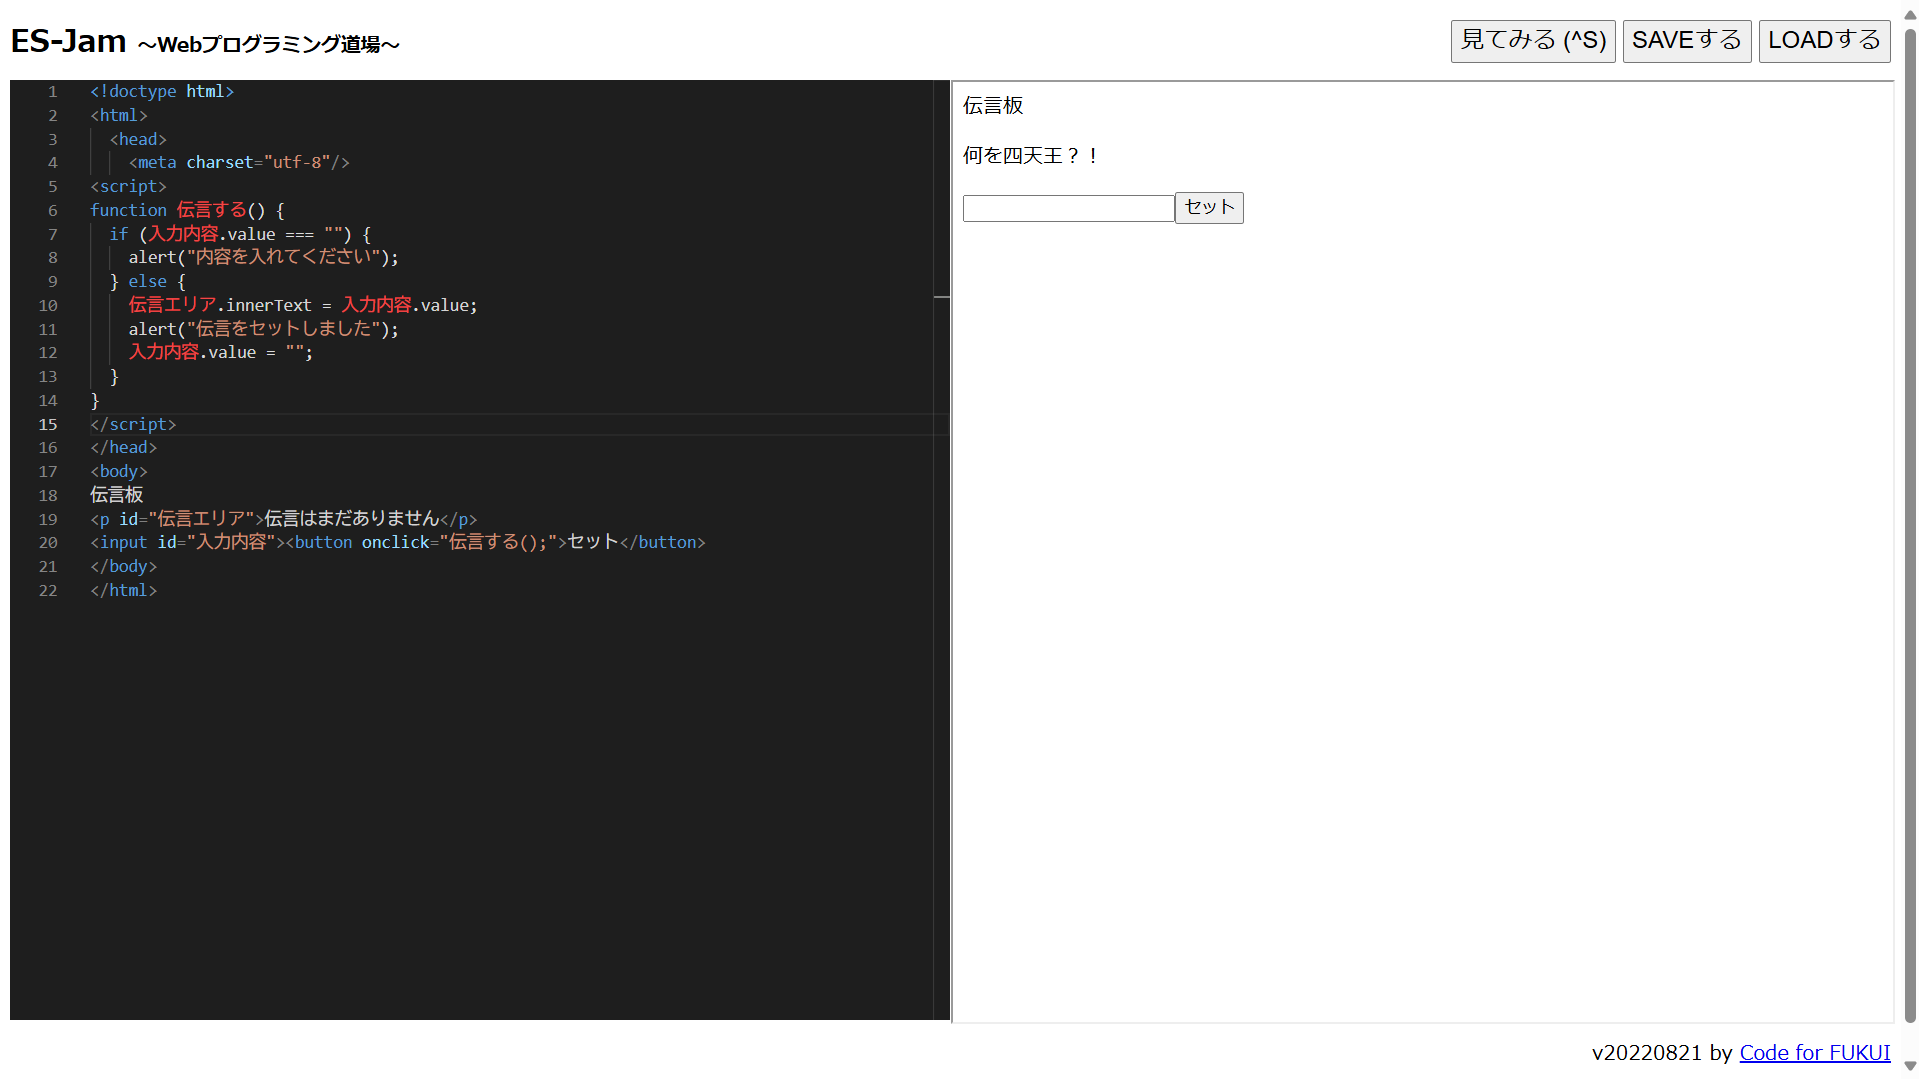 ES-Jam ～Webプログラミング道場～
見てみる (^S) SAVEする LOADする
1 <!doctype html>
2 <html>
3 <head>
4 <meta charset="utf-8"/>
5 <script>
6 function 伝言する() {
7 if (入力内容.value === "") {
8 alert("内容を入れてください");
9 } else {
10 伝言エリア.innerText = 入力内容.value;
11 alert("伝言をセットしました");
12 入力内容.value = "";
13 }
14 }
15 </script>
16 </head>
17 <body>
18 伝言板
19 <p id="伝言エリア">伝言はまだありません</p>
20 <input id="入力内容"><button onclick="伝言する();">セット</button>
21 </body>
22 </html>
伝言板
何を四天王？！
セット
v20220821 by Code for FUKUI